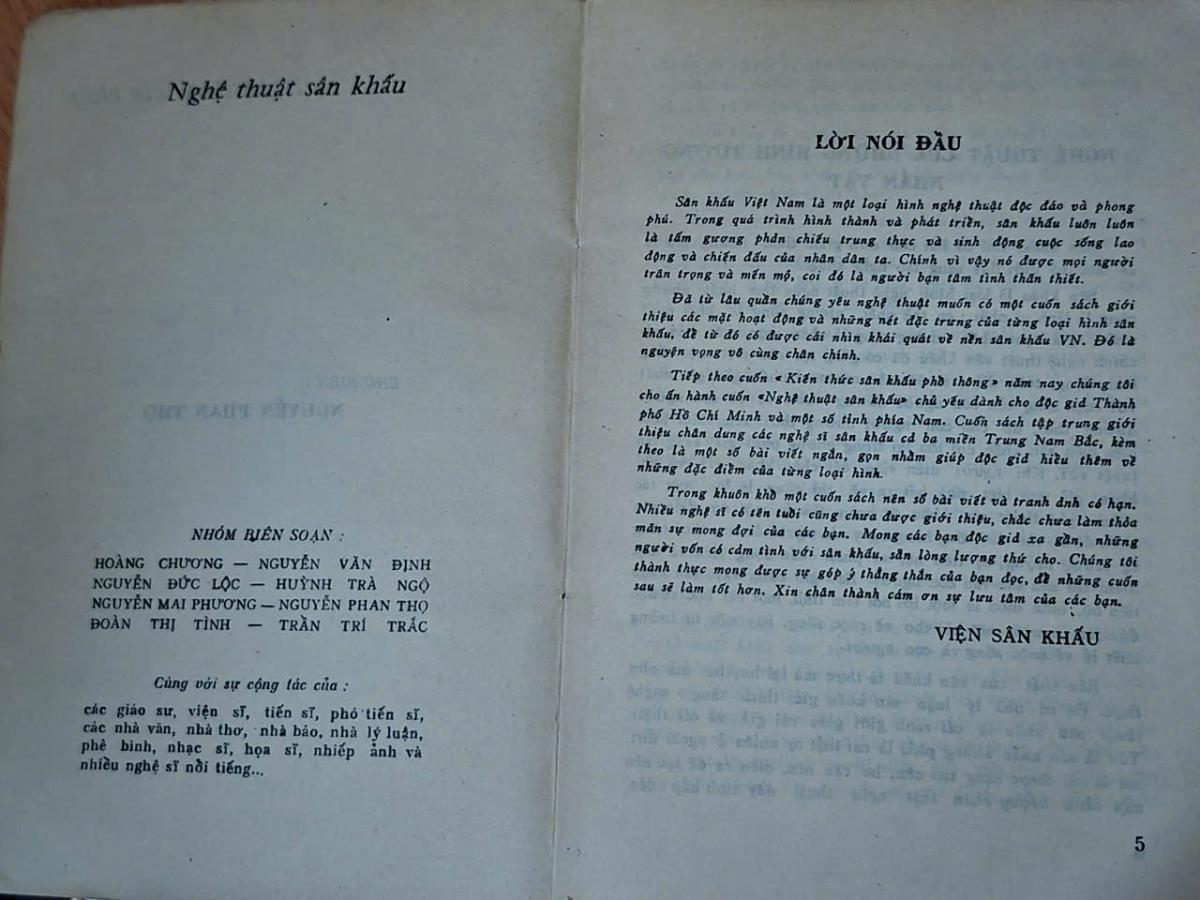 Nghệ thuật sân khấu
NHÓM BIÊN SOẠN :
HOÀNG CHƯƠNG — NGUYỄN VĂN ĐỊNH
NGUYỄN ĐỨC LỘC — HUỲNH TRÀ NGỘ
NGUYỄN MAI PHƯƠNG — NGUYỄN PHAN THỌ
ĐOÀN THỊ TÌNH — TRẦN TRÍ TRẮC
Cùng với sự cộng tác của :
các giáo sư, viện sĩ, tiến sĩ, phó tiến sĩ,
các nhà văn, nhà thơ, nhà báo, nhà lý luận,
phê bình, nhạc sĩ, họa sĩ, nhiếp ảnh và
nhiều nghệ sĩ nổi tiếng...
LỜI NÓI ĐẦU
Sân khấu Việt Nam là một loại hình nghệ thuật độc đáo và phong
phú. Trong quá trình hình thành và phát triển, sân khấu luôn luôn
là tấm gương phản chiếu trung thực và sinh động cuộc sống lao
động và chiến đấu của nhân dân ta. Chính vì vậy nó được mọi người
trân trọng và mến mộ, coi đó là người bạn tâm tình thân thiết.
Đã từ lâu quần chúng yêu nghệ thuật muốn có một cuốn sách giới
thiệu các mặt hoạt động và những nét đặc trưng của từng loại hình sân
khấu, để từ đó có được cái nhìn khái quát về nền sân khấu VN. Đó là
nguyện vọng vô cùng chân chính.
Tiếp theo cuốn « Kiến thức sân khấu phổ thông» năm nay chúng tôi
cho ấn hành cuốn «Nghệ thuật sân khấu» chủ yếu dành cho độc giả Thành
phố Hồ Chí Minh và một số tỉnh phía Nam. Cuốn sách tập trung giới
thiệu chân dung các nghệ sĩ sân khấu cả ba miền Trung Nam Bắc, kèm
theo là một số bài viết ngắn, gọn nhằm giúp độc giả hiểu thêm về
những đặc điểm của từng loại hình.
Trong khuôn khổ một cuốn sách nên số bài viết và tranh ảnh có hạn.
Nhiều nghệ sĩ có tên tuổi cũng chưa được giới thiệu, chắc chưa làm thỏa
mãn sự mong đợi của các bạn. Mong các bạn độc giả xa gần, những
người vốn có cảm tình với sân khấu, sẵn lòng lượng thứ cho. Chúng tôi
thành thực mong được sự góp ý thẳng thắn của bạn đọc, để những cuốn
sau sẽ làm tốt hơn. Xin chân thành cám ơn sự lưu tâm của các bạn.
VIỆN SÂN KHẤU
5